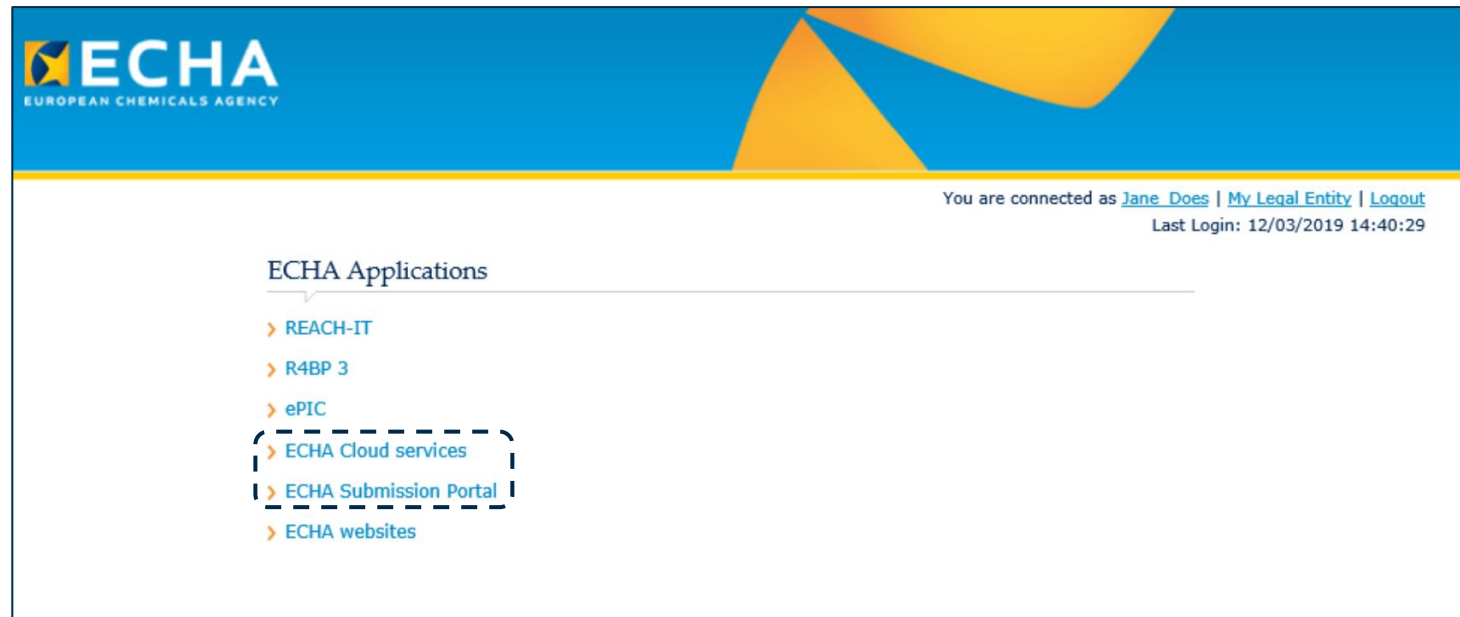 ECHA
EUROPEAN CHEMICALS AGENCY
You are connected as Jane_Does | My Legal Entity | Logout
Last Login: 12/03/2019 14:40:29
ECHA Applications
REACH-IT
R4BP 3
ePIC
ECHA Cloud services
ECHA Submission Portal
ECHA websites